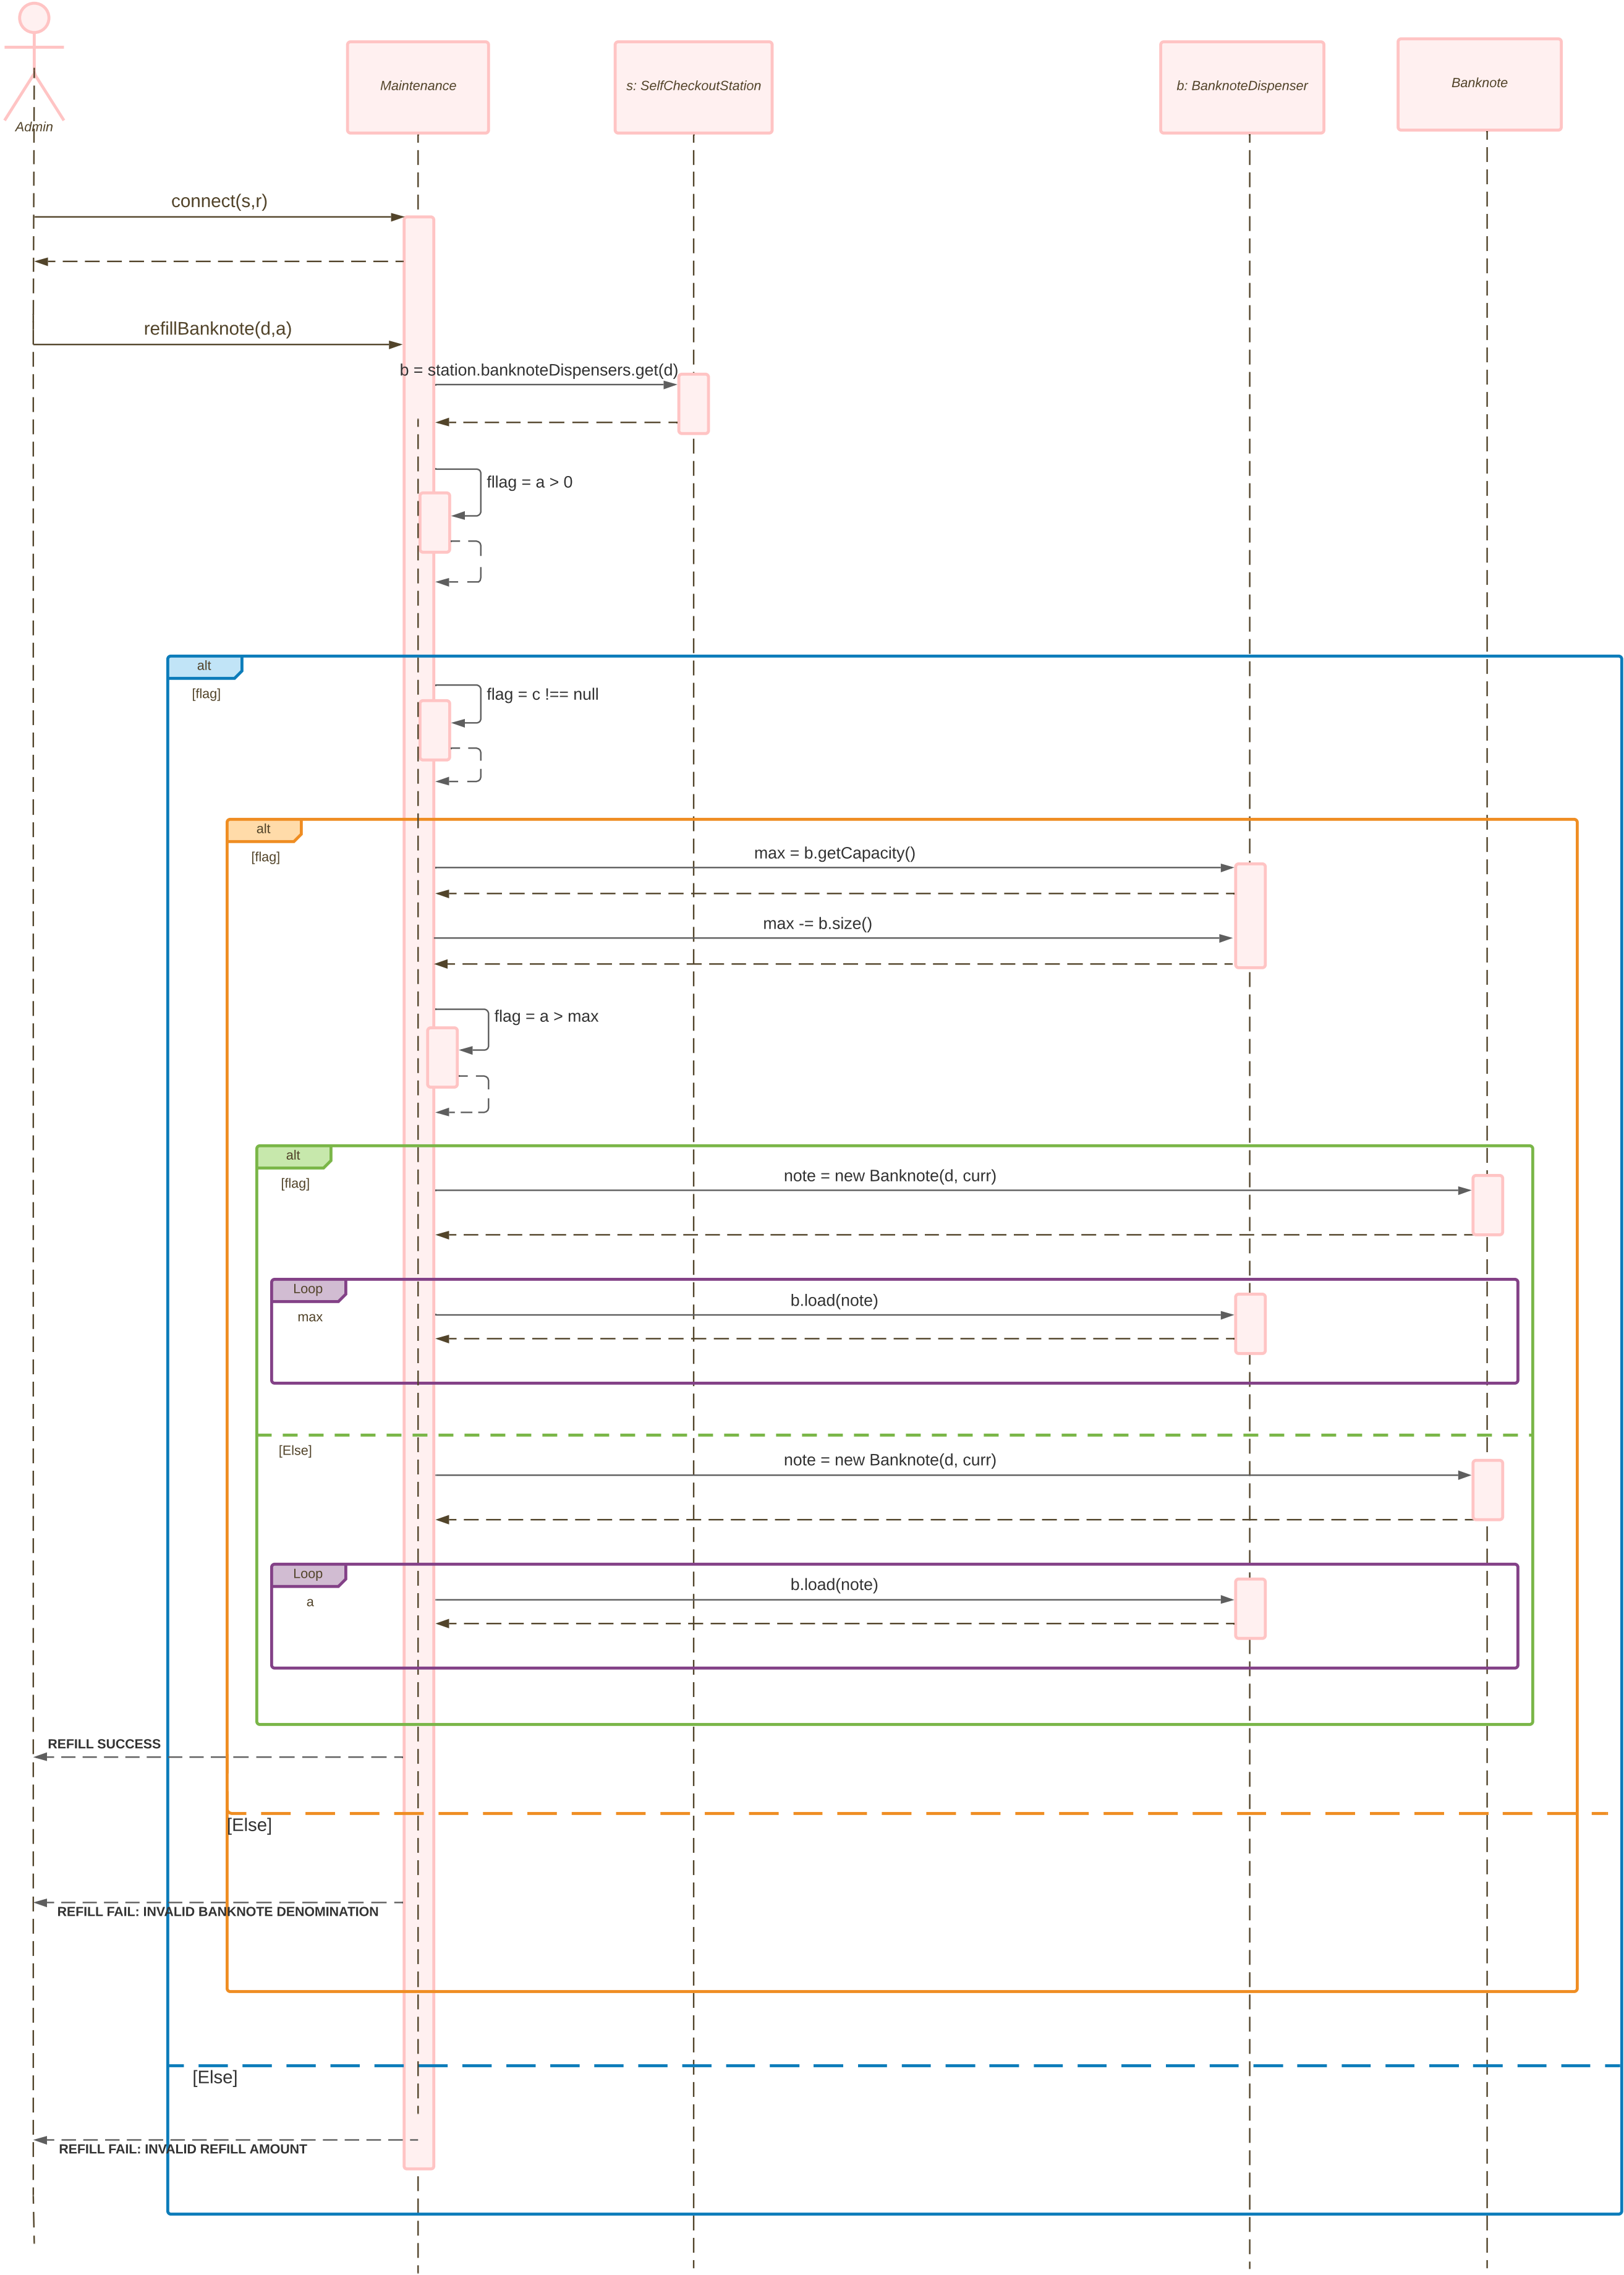 Admin
Maintenance
s: SelfCheckoutStation
b: BanknoteDispenser
Banknote
connect(s,r)
refillBanknote(d,a)
b = station.banknoteDispensers.get(d)
fllag = a > 0
alt
[flag]
flag = c !== null
alt
[flag]
max = b.getCapacity()
max -= b.size()
flag = a > max
alt
[flag]
note = new Banknote(d, curr)
Loop
max
b.load(note)
[Else]
note = new Banknote(d, curr)
Loop
a
b.load(note)
REFILL SUCCESS
[Else]
REFILL FAIL: INVALID BANKNOTE DENOMINATION
[Else]
REFILL FAIL: INVALID REFILL AMOUNT